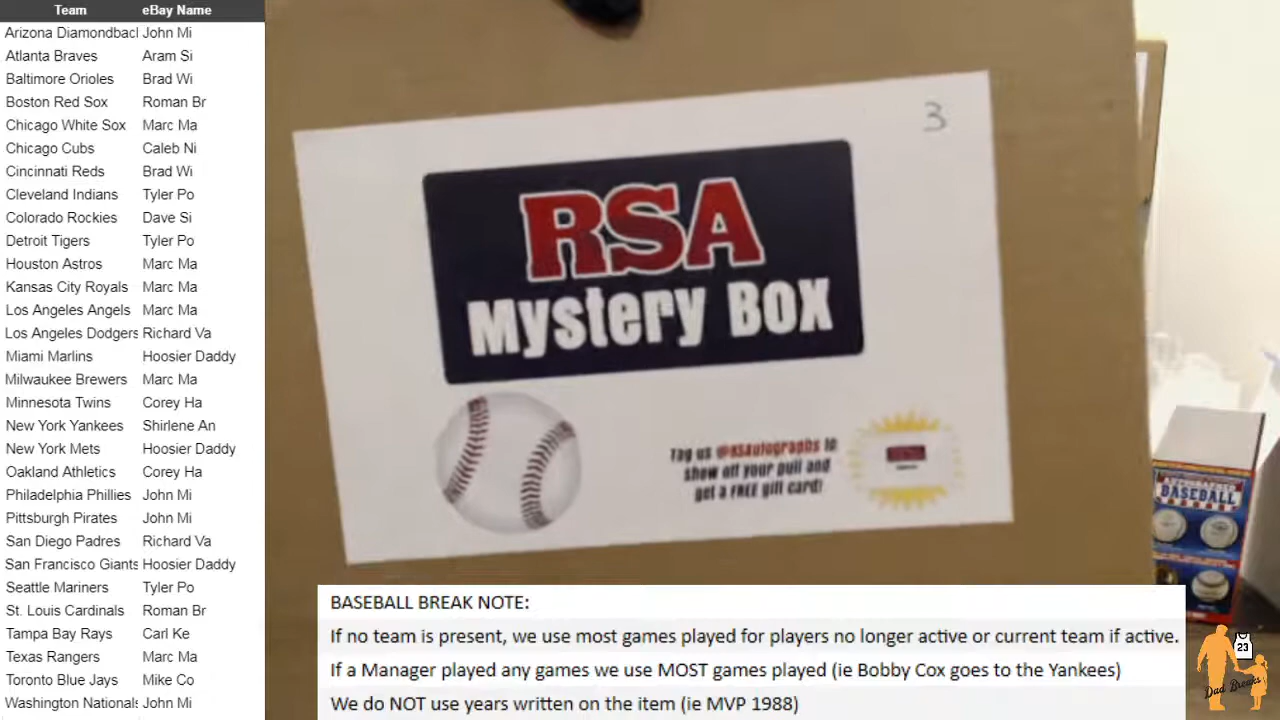 Team eBay Name
Arizona Diamondbacl John Mi
Atlanta Braves Aram Si
Baltimore Orioles Brad Wi
Boston Red Sox Roman Br
Chicago White Sox Marc Ma
Chicago Cubs Caleb Ni
Cincinnati Reds Brad Wi
Cleveland Indians Tyler Po
Colorado Rockies Dave Si
Detroit Tigers Tyler Po
Houston Astros Marc Ma
Kansas City Royals Marc Ma
Los Angeles Angels Marc Ma
Los Angeles Dodgers Richard Va
Miami Marlins Hoosier Daddy
Milwaukee Brewers Marc Ma
Minnesota Twins Corey Ha
New York Yankees Shirlene An
New York Mets Hoosier Daddy
Oakland Athletics Corey Ha
Philadelphia Phillies John Mi
Pittsburgh Pirates John Mi
San Diego Padres Richard Va
San Francisco Giants Hoosier Daddy
Seattle Mariners Tyler Po
St. Louis Cardinals Roman Br
Tampa Bay Rays Carl Ke
Texas Rangers Marc Ma
Toronto Blue Jays Mike Co
Washington Nationals John Mi
3
RSA
Mystery Box
Tag us @RSAutographs to
show off your pull and
get a FREE gift card!
RSA
BASEBALL
BASEBALL BREAK NOTE:
If no team is present, we use most games played for players no longer active or current team if active.
If a Manager played any games we use MOST games played (ie Bobby Cox goes to the Yankees)
We do NOT use years written on the item (ie MVP 1988)
23
Dad Breaks